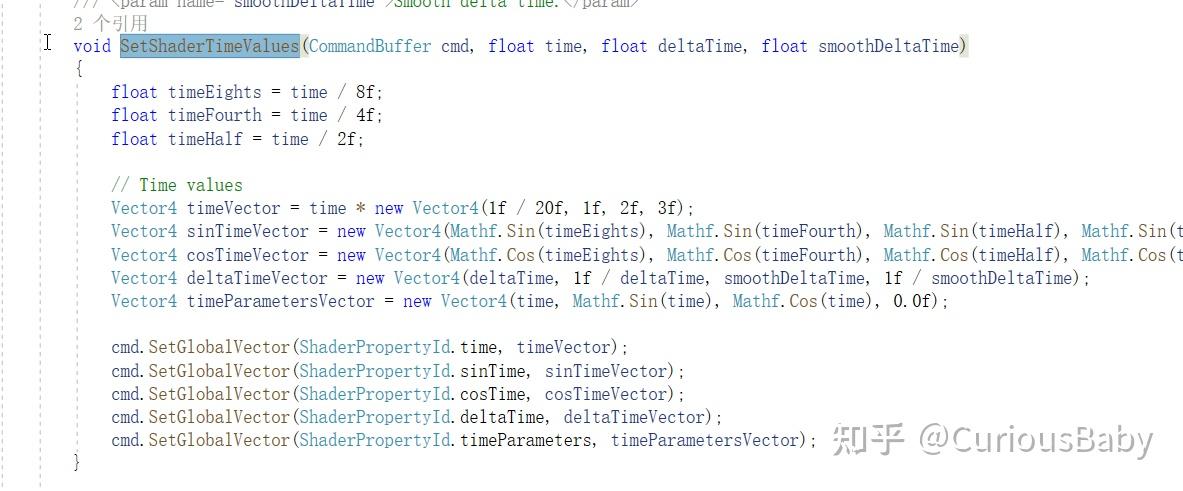 /// <param name="smoothDeltaTime">Smooth delta time.</param>
2 个引用
void SetShaderTimeValues(CommandBuffer cmd, float time, float deltaTime, float smoothDeltaTime)
{
float timeEights = time / 8f;
float timeFourth = time / 4f;
float timeHalf = time / 2f;
// Time values
Vector4 timeVector = time * new Vector4(1f / 20f, 1f, 2f, 3f);
Vector4 sinTimeVector = new Vector4(Mathf.Sin(timeEights), Mathf.Sin(timeFourth), Mathf.Sin(timeHalf), Mathf.Sin(t
Vector4 cosTimeVector = new Vector4(Mathf.Cos(timeEights), Mathf.Cos(timeFourth), Mathf.Cos(timeHalf), Mathf.Cos(t
Vector4 deltaTimeVector = new Vector4(deltaTime, 1f / deltaTime, smoothDeltaTime, 1f / smoothDeltaTime);
Vector4 timeParametersVector = new Vector4(time, Mathf.Sin(time), Mathf.Cos(time), 0.0f);
cmd.SetGlobalVector(ShaderPropertyId.time, timeVector);
cmd.SetGlobalVector(ShaderPropertyId.sinTime, sinTimeVector);
cmd.SetGlobalVector(ShaderPropertyId.cosTime, cosTimeVector);
cmd.SetGlobalVector(ShaderPropertyId.deltaTime, deltaTimeVector);
cmd.SetGlobalVector(ShaderPropertyId.timeParameters, timeParametersVector);
}
知乎 @CuriousBaby